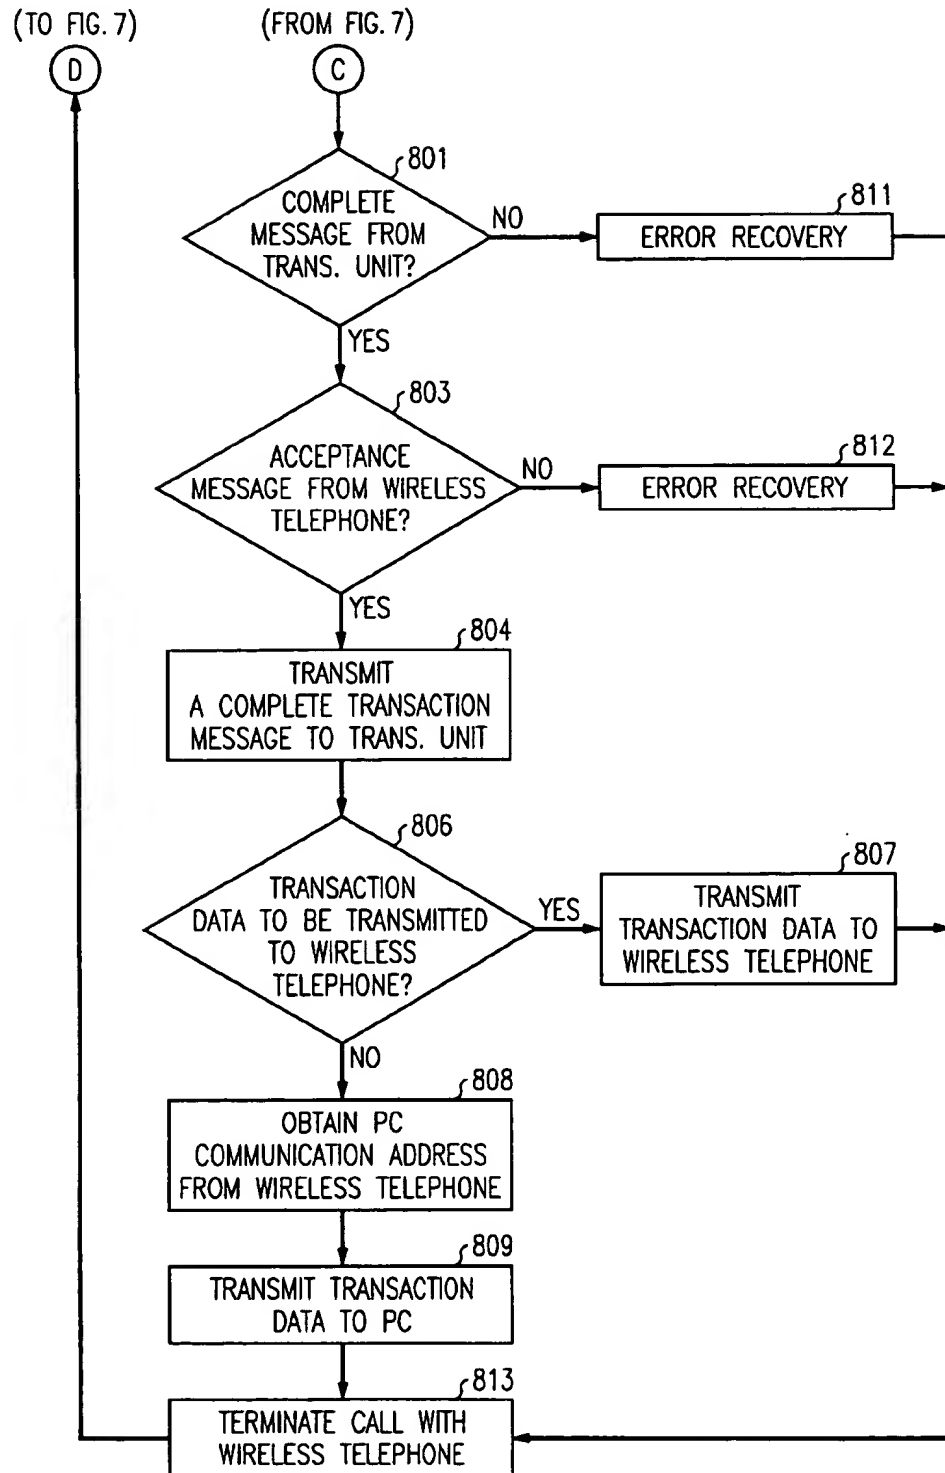 (TO FIG. 7)
(FROM FIG. 7)
D
C
801
COMPLETE
MESSAGE FROM
TRANS. UNIT?
NO
811
ERROR RECOVERY
YES
803
ACCEPTANCE
MESSAGE FROM WIRELESS
TELEPHONE?
NO
812
ERROR RECOVERY
YES
804
TRANSMIT
A COMPLETE TRANSACTION
MESSAGE TO TRANS. UNIT
806
TRANSACTION
DATA TO BE TRANSMITTED
TO WIRELESS
TELEPHONE?
YES
807
TRANSMIT
TRANSACTION DATA TO
WIRELESS TELEPHONE
NO
808
OBTAIN PC
COMMUNICATION ADDRESS
FROM WIRELESS TELEPHONE
809
TRANSMIT TRANSACTION
DATA TO PC
813
TERMINATE CALL WITH
WIRELESS TELEPHONE